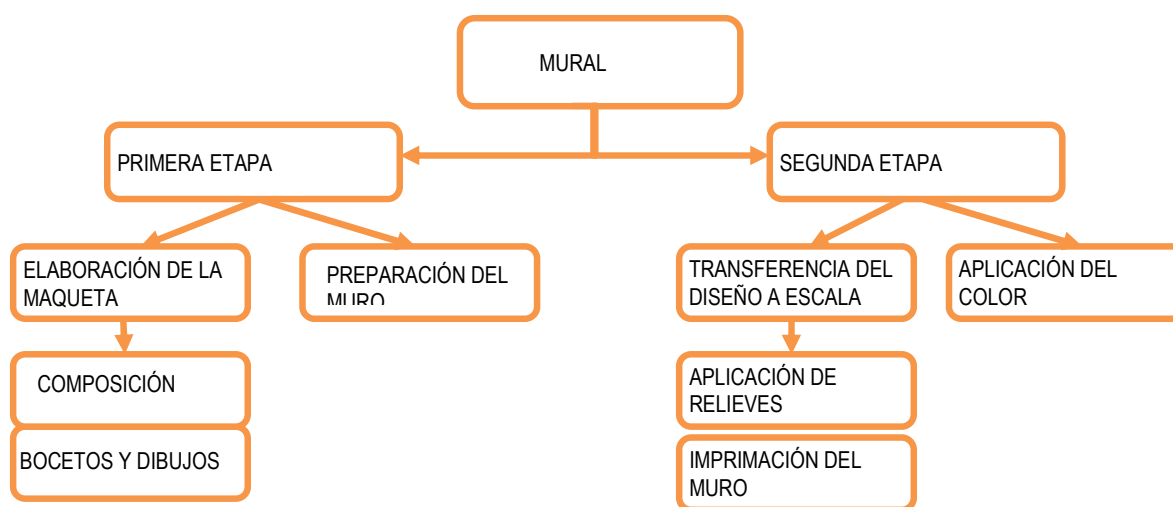 MURAL
PRIMERA ETAPA
SEGUNDA ETAPA
ELABORACIÓN DE LA
MAQUETA
PREPARACIÓN DEL
MURO
TRANSFERENCIA DEL
DISEÑO A ESCALA
APLICACIÓN DEL
COLOR
COMPOSICIÓN
BOCETOS Y DIBUJOS
APLICACIÓN DE
RELIEVES
IMPRIMACIÓN DEL
MURO